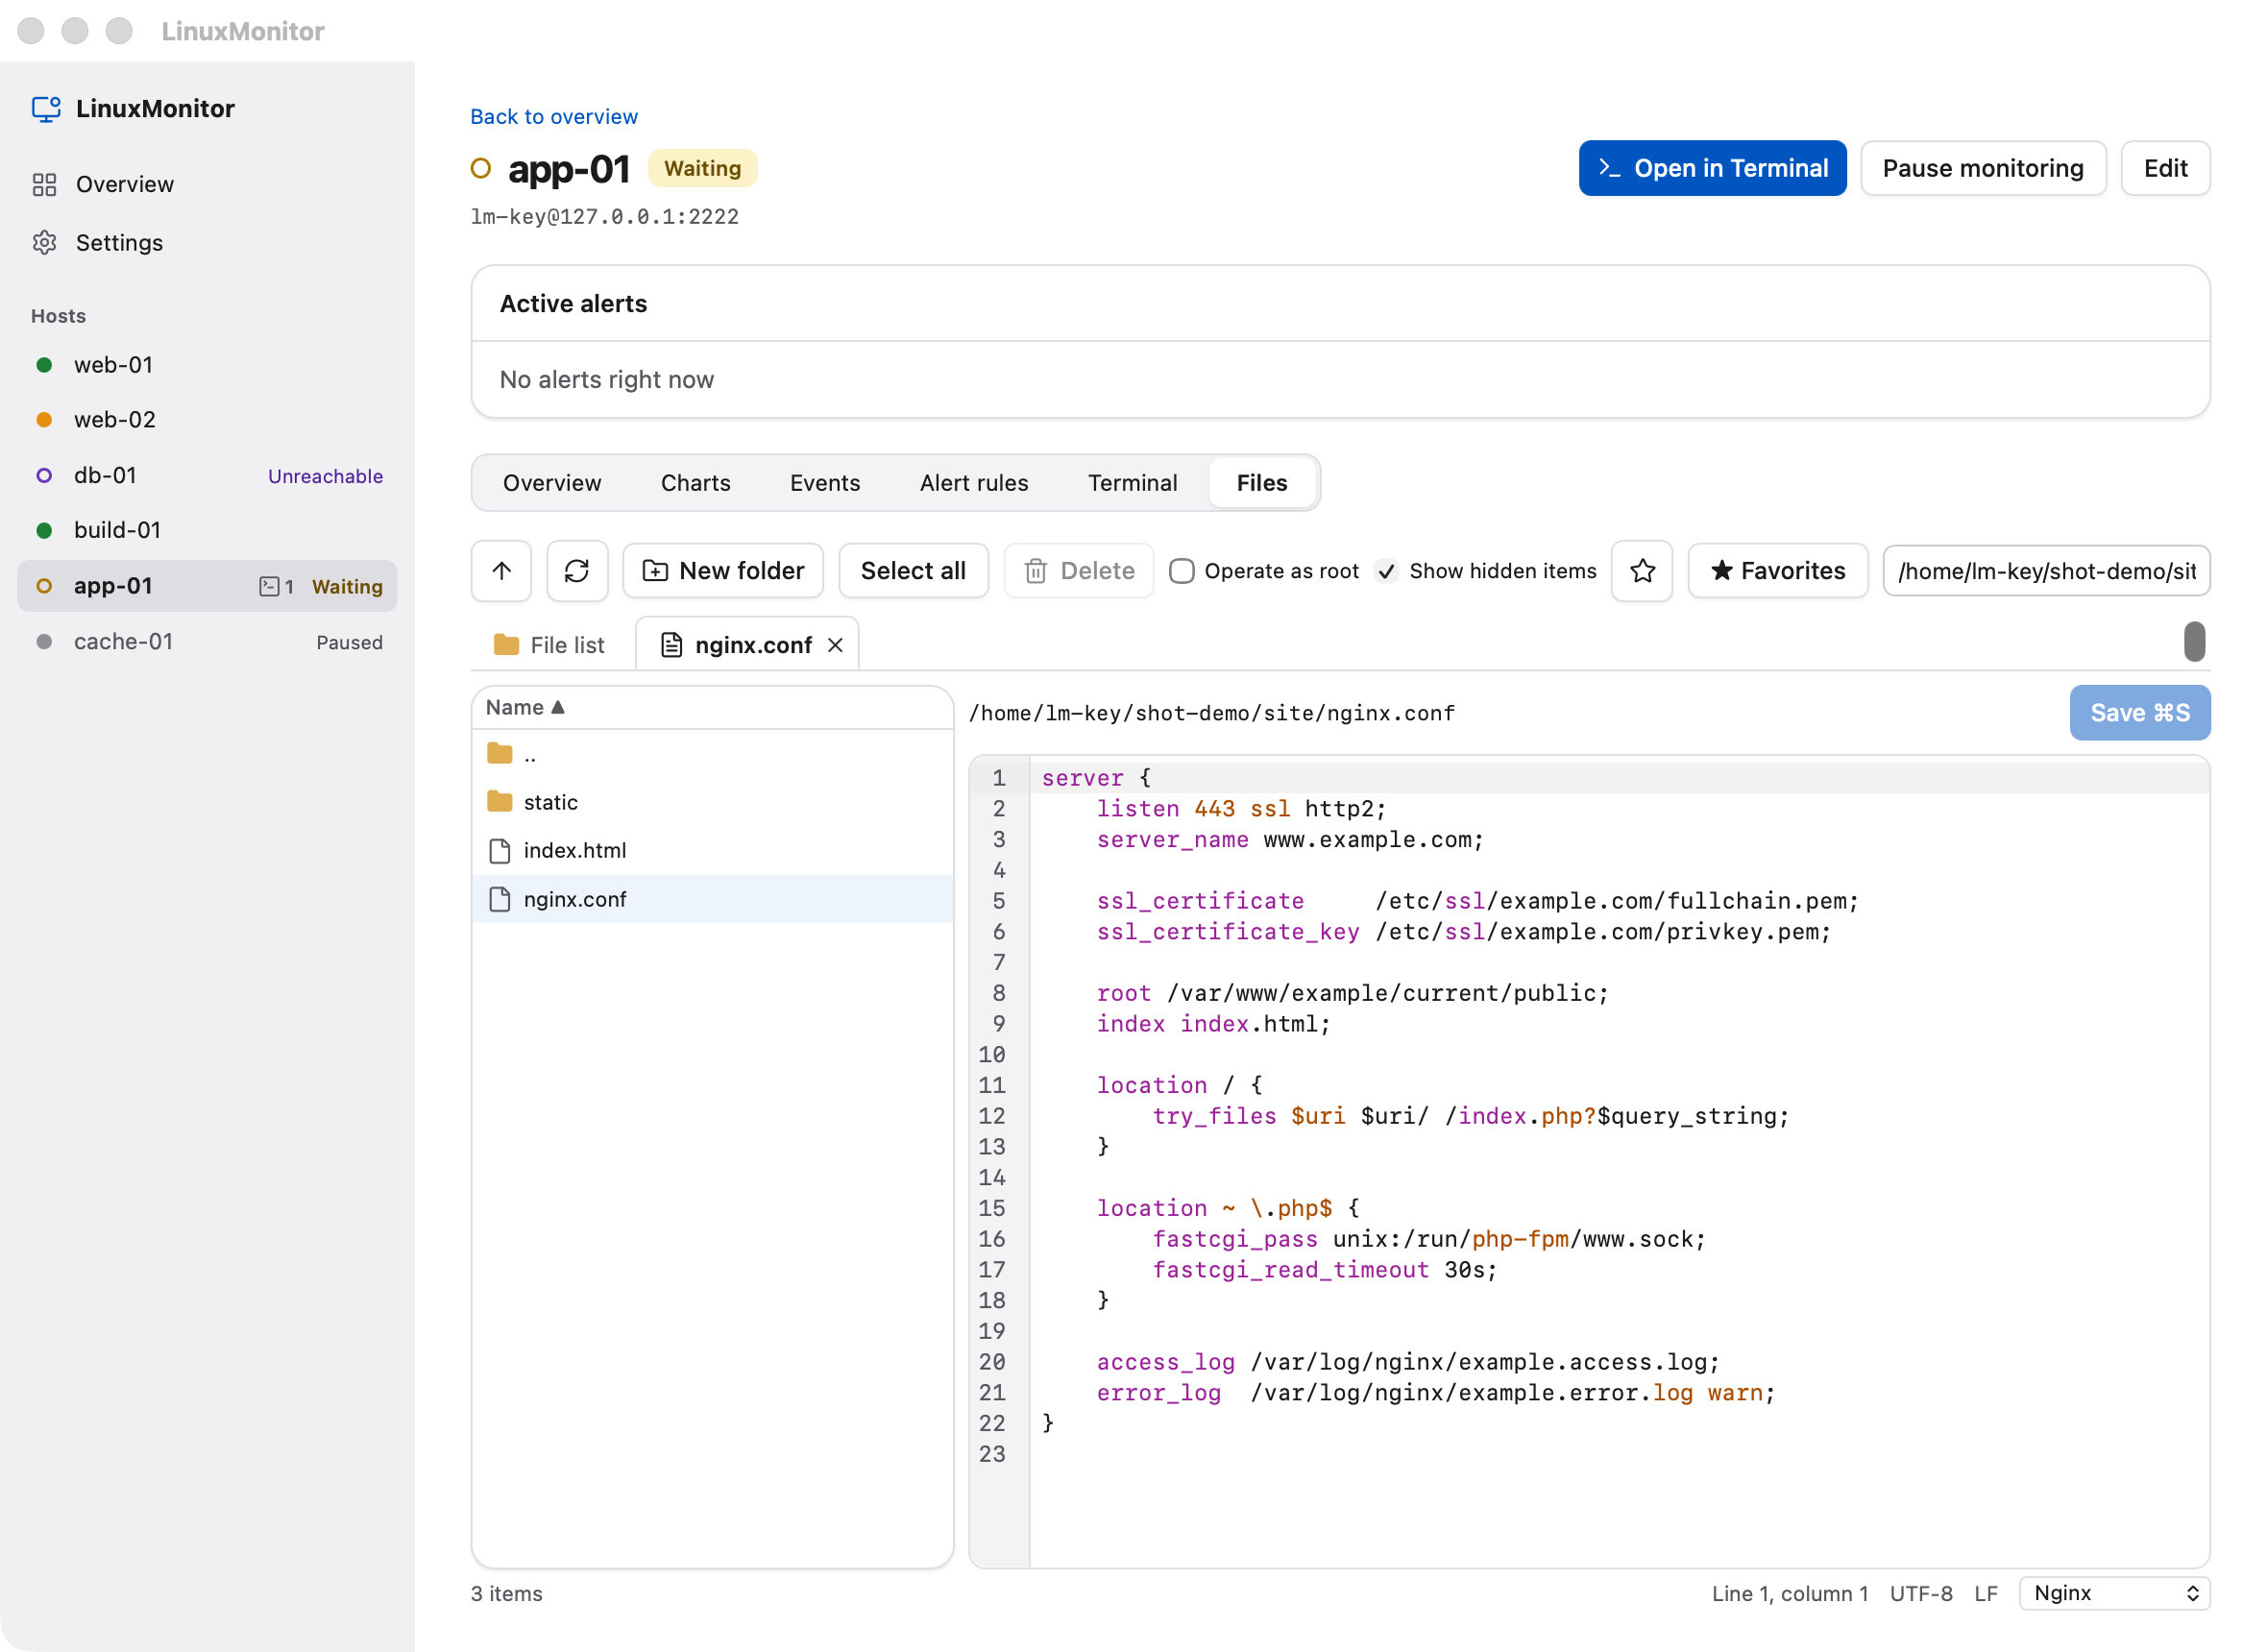 LinuxMonitor
LinuxMonitor
Overview
Settings
Hosts
web-01
web-02
db-01 Unreachable
build-01
app-01 1 Waiting
cache-01 Paused
Back to overview
app-01 Waiting
lm-key@127.0.0.1:2222
>_ Open in Terminal Pause monitoring Edit
Active alerts
No alerts right now
Overview Charts Events Alert rules Terminal Files
New folder Select all Delete Operate as root Show hidden items ★ Favorites /home/lm-key/shot-demo/sit
File list nginx.conf ×
Name ▲
..
static
index.html
nginx.conf
3 items
/home/lm-key/shot-demo/site/nginx.conf Save ⌘S
1 server {
2     listen 443 ssl http2;
3     server_name www.example.com;
4
5     ssl_certificate     /etc/ssl/example.com/fullchain.pem;
6     ssl_certificate_key /etc/ssl/example.com/privkey.pem;
7
8     root /var/www/example/current/public;
9     index index.html;
10
11     location / {
12         try_files $uri $uri/ /index.php?$query_string;
13     }
14
15     location ~ \.php$ {
16         fastcgi_pass unix:/run/php-fpm/www.sock;
17         fastcgi_read_timeout 30s;
18     }
19
20     access_log /var/log/nginx/example.access.log;
21     error_log  /var/log/nginx/example.error.log warn;
22 }
23
Line 1, column 1 UTF-8 LF Nginx